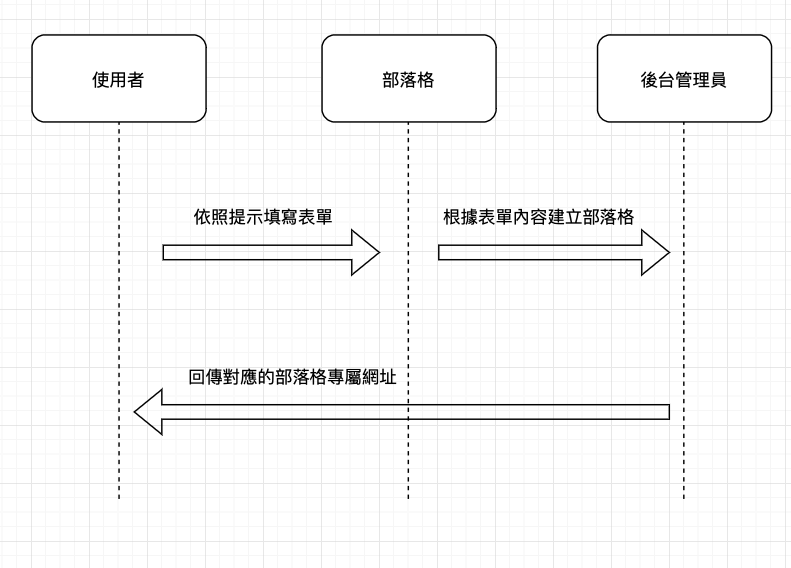 使用者
部落格
後台管理員
依照提示填寫表單
根據表單內容建立部落格
回傳對應的部落格專屬網址